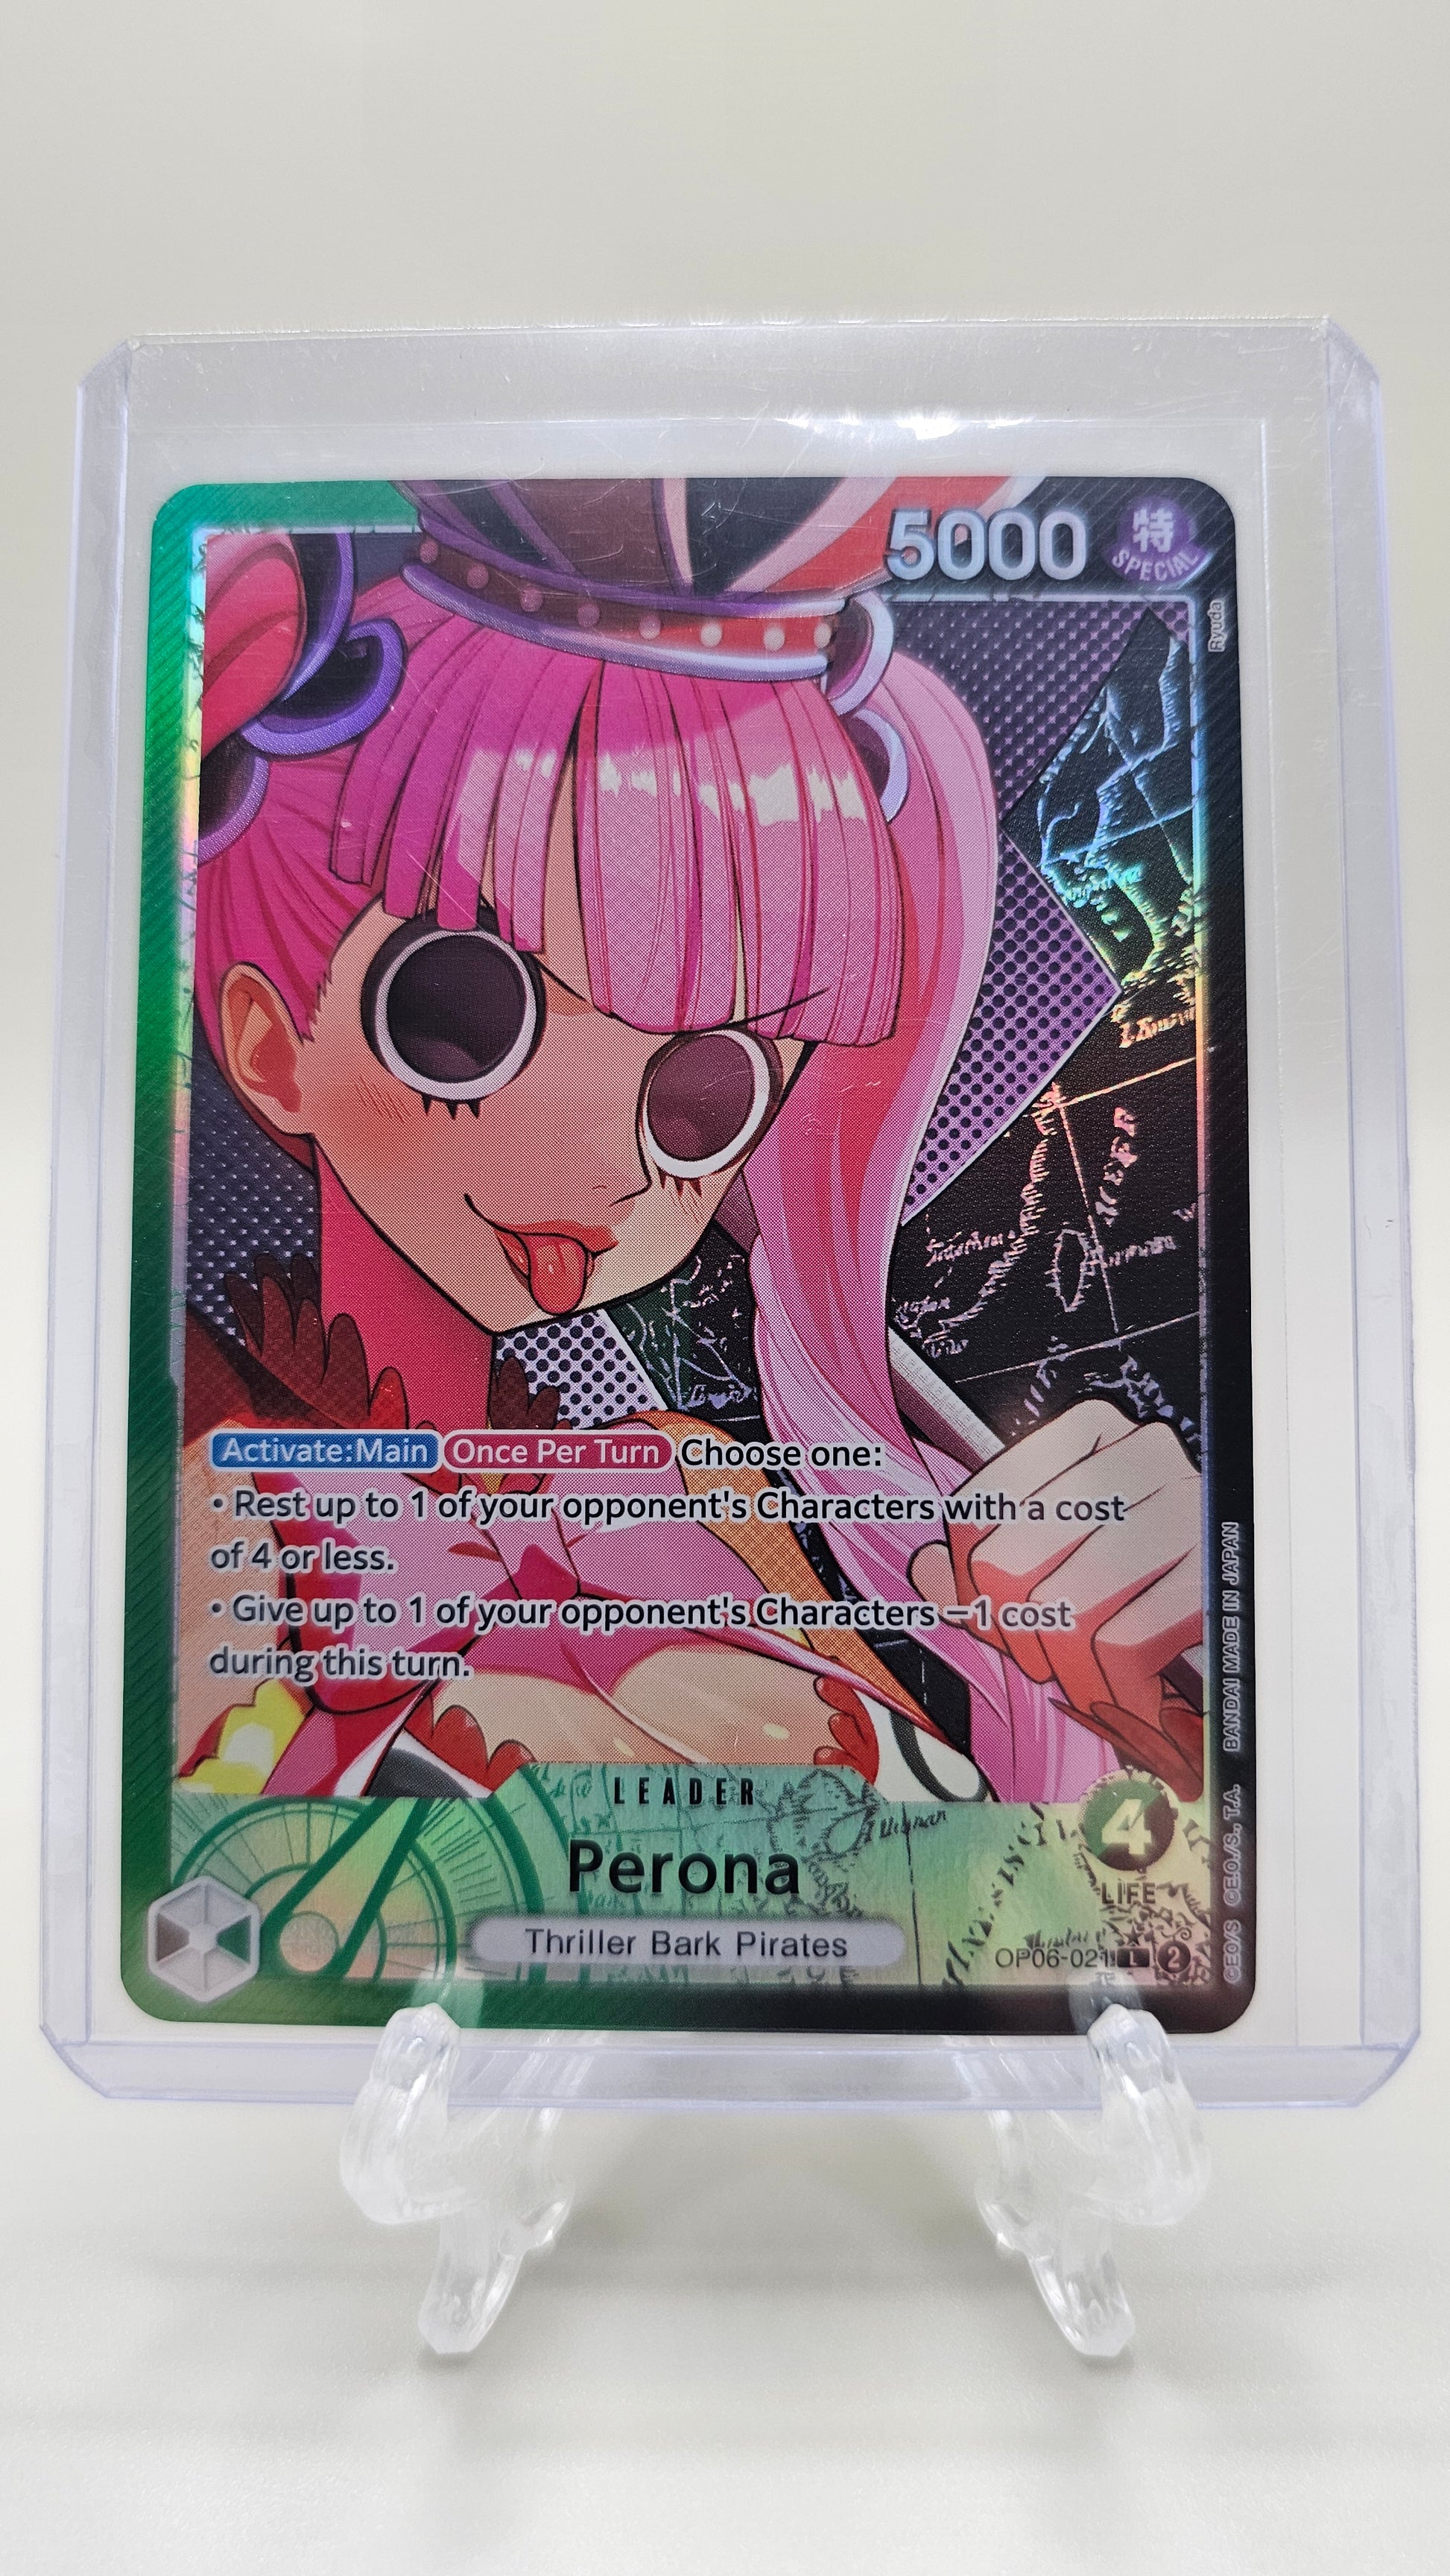 5000
特
SPECIAL
Ryuda
Activate:Main Once Per Turn Choose one:
• Rest up to 1 of your opponent's Characters with a cost
of 4 or less.
• Give up to 1 of your opponent's Characters −1 cost
during this turn.
LEADER
Perona
Thriller Bark Pirates
4
LIFE
OP06-021 L 2
©E.O./S., T.A. BANDAI MADE IN JAPAN